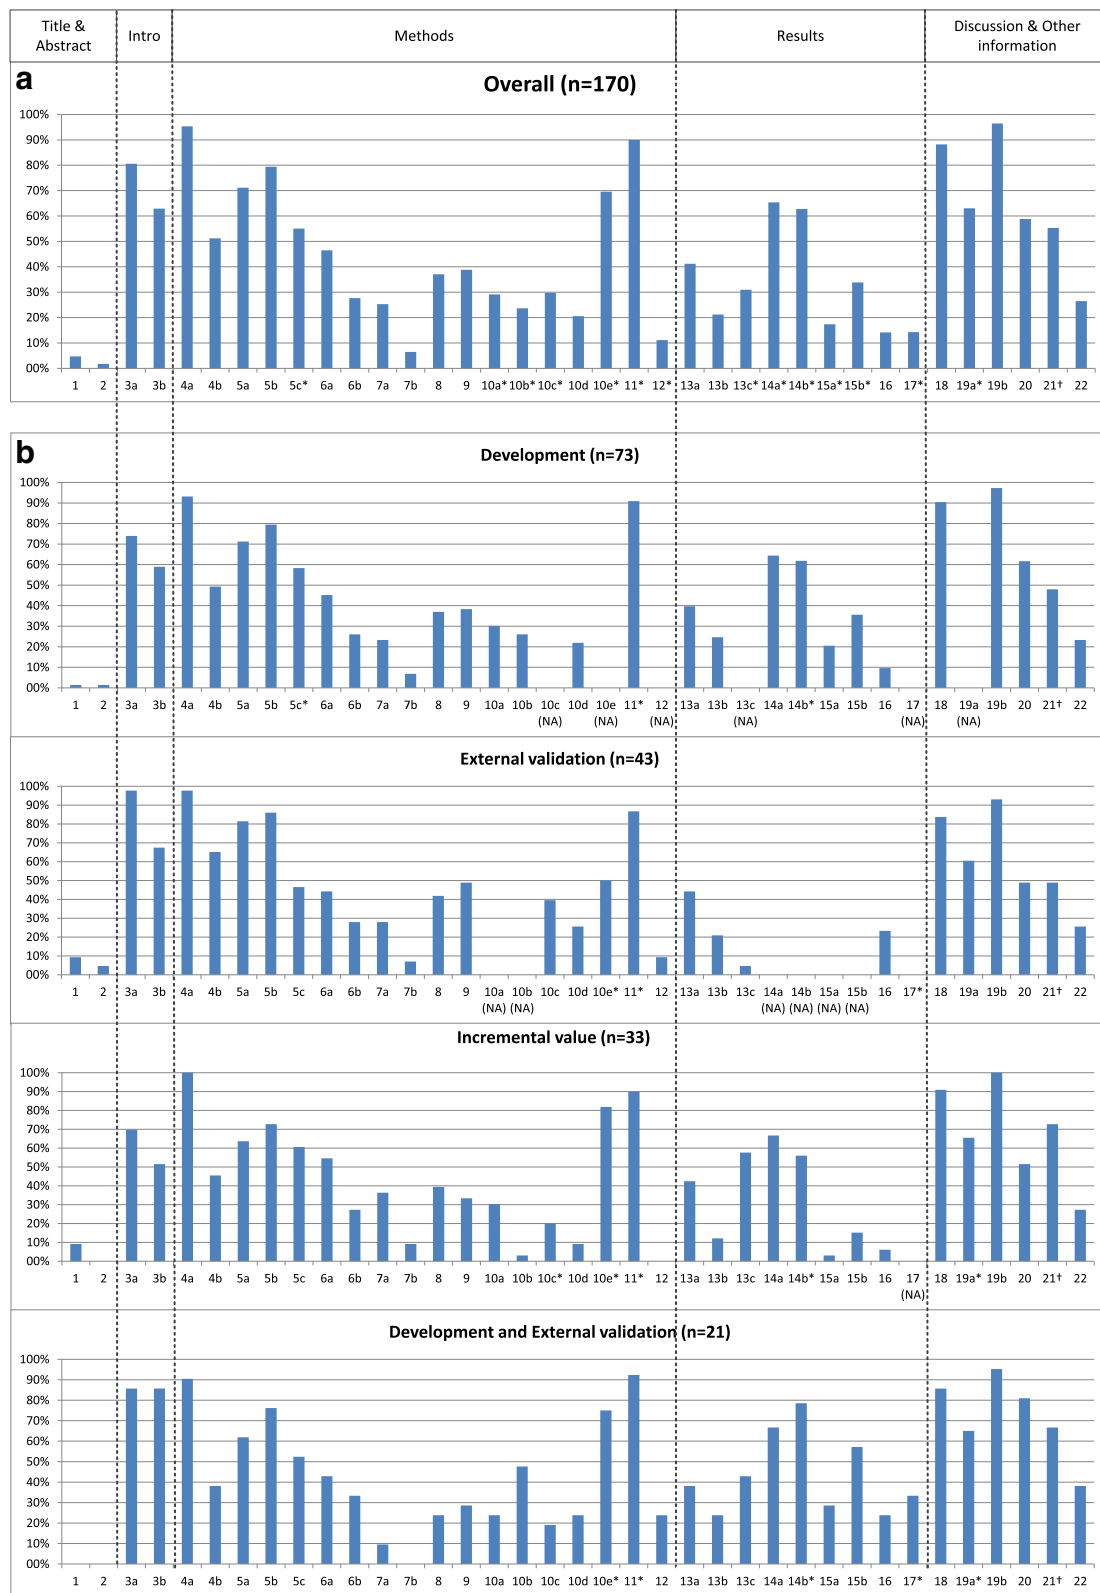 Title &
Abstract
Intro
Methods
Results
Discussion & Other
information
a
Overall (n=170)
100%
90%
80%
70%
60%
50%
40%
30%
20%
10%
00%
1 2 3a 3b 4a 4b 5a 5b 5c* 6a 6b 7a 7b 8 9 10a* 10b* 10c* 10d 10e* 11* 12* 13a 13b 13c* 14a* 14b* 15a* 15b* 16 17* 18 19a* 19b 20 21† 22
b
Development (n=73)
100%
90%
80%
70%
60%
50%
40%
30%
20%
10%
00%
1 2 3a 3b 4a 4b 5a 5b 5c* 6a 6b 7a 7b 8 9 10a 10b 10c 10d 10e 11* 12 13a 13b 13c 14a 14b* 15a 15b 16 17 18 19a 19b 20 21† 22
(NA) (NA) (NA) (NA) (NA) (NA)
External validation (n=43)
100%
90%
80%
70%
60%
50%
40%
30%
20%
10%
00%
1 2 3a 3b 4a 4b 5a 5b 5c 6a 6b 7a 7b 8 9 10a 10b 10c 10d 10e* 11* 12 13a 13b 13c 14a 14b 15a 15b 16 17* 18 19a 19b 20 21† 22
(NA) (NA) (NA) (NA) (NA) (NA)
Incremental value (n=33)
100%
90%
80%
70%
60%
50%
40%
30%
20%
10%
00%
1 2 3a 3b 4a 4b 5a 5b 5c 6a 6b 7a 7b 8 9 10a 10b 10c* 10d 10e* 11* 12 13a 13b 13c 14a 14b* 15a 15b 16 17 18 19a* 19b 20 21† 22
(NA)
Development and External validation (n=21)
100%
90%
80%
70%
60%
50%
40%
30%
20%
10%
00%
1 2 3a 3b 4a 4b 5a 5b 5c 6a 6b 7a 7b 8 9 10a 10b 10c 10d 10e* 11* 12 13a 13b 13c 14a 14b* 15a 15b 16 17* 18 19a* 19b 20 21† 22